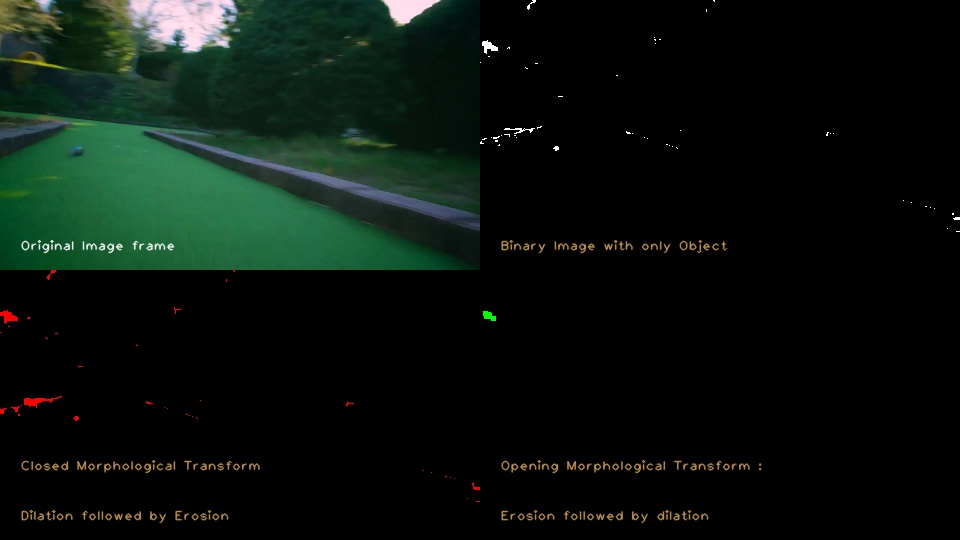 Original Image frame
Binary Image with only Object
Closed Morphological Transform
Dilation followed by Erosion
Opening Morphological Transform :
Erosion followed by dilation